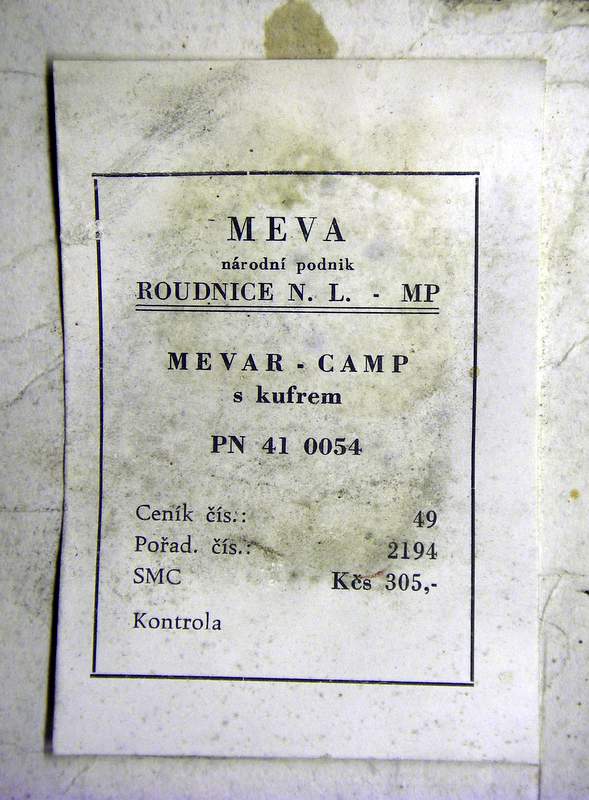 MEVA
národní podnik
ROUDNICE N. L. - MP
MEVAR - CAMP
s kufrem
PN 41 0054
Ceník čís.: 49
Pořad. čís.: 2194
SMC Kčs 305,-
Kontrola